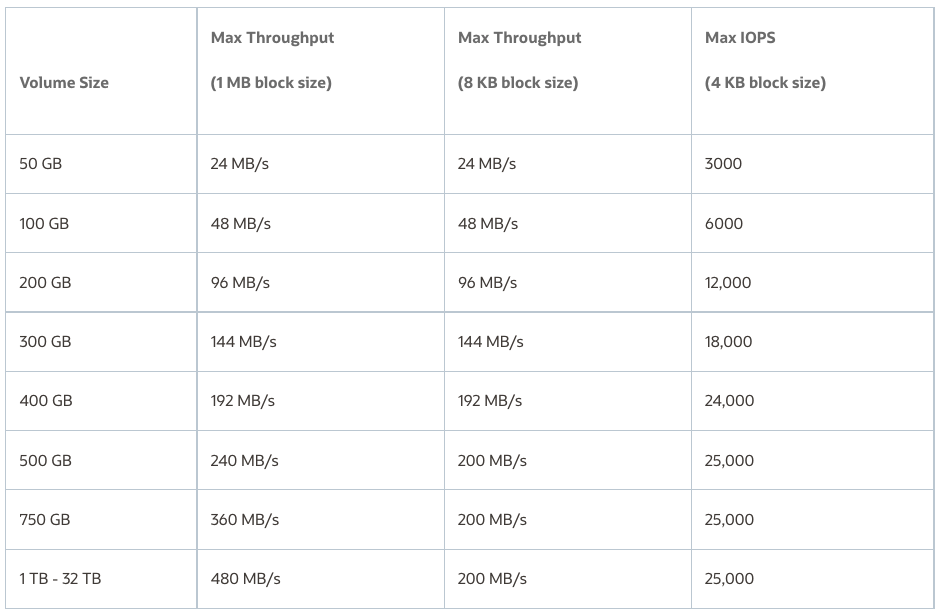 Volume Size
Max Throughput
(1 MB block size)
Max Throughput
(8 KB block size)
Max IOPS
(4 KB block size)
50 GB
24 MB/s
24 MB/s
3000
100 GB
48 MB/s
48 MB/s
6000
200 GB
96 MB/s
96 MB/s
12,000
300 GB
144 MB/s
144 MB/s
18,000
400 GB
192 MB/s
192 MB/s
24,000
500 GB
240 MB/s
200 MB/s
25,000
750 GB
360 MB/s
200 MB/s
25,000
1 TB - 32 TB
480 MB/s
200 MB/s
25,000